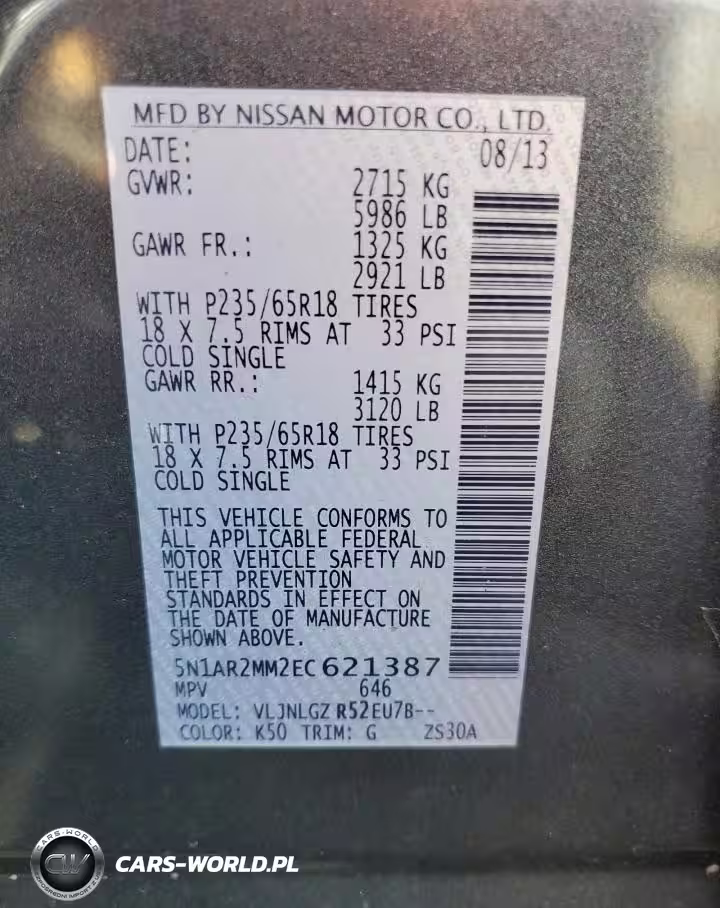 MFD BY NISSAN MOTOR CO., LTD.
DATE: 08/13
GVWR: 2715 KG
5986 LB
GAWR FR.: 1325 KG
2921 LB
WITH P235/65R18 TIRES
18 X 7.5 RIMS AT 33 PSI
COLD SINGLE
GAWR RR.: 1415 KG
3120 LB
WITH P235/65R18 TIRES
18 X 7.5 RIMS AT 33 PSI
COLD SINGLE
THIS VEHICLE CONFORMS TO
ALL APPLICABLE FEDERAL
MOTOR VEHICLE SAFETY AND
THEFT PREVENTION
STANDARDS IN EFFECT ON
THE DATE OF MANUFACTURE
SHOWN ABOVE.
5N1AR2MM2EC621387
MPV 646
MODEL: VLJNLGZ R52EU7B--
COLOR: K50 TRIM: G ZS30A
CARS-WORLD.PL
CARS-WORLD
CW